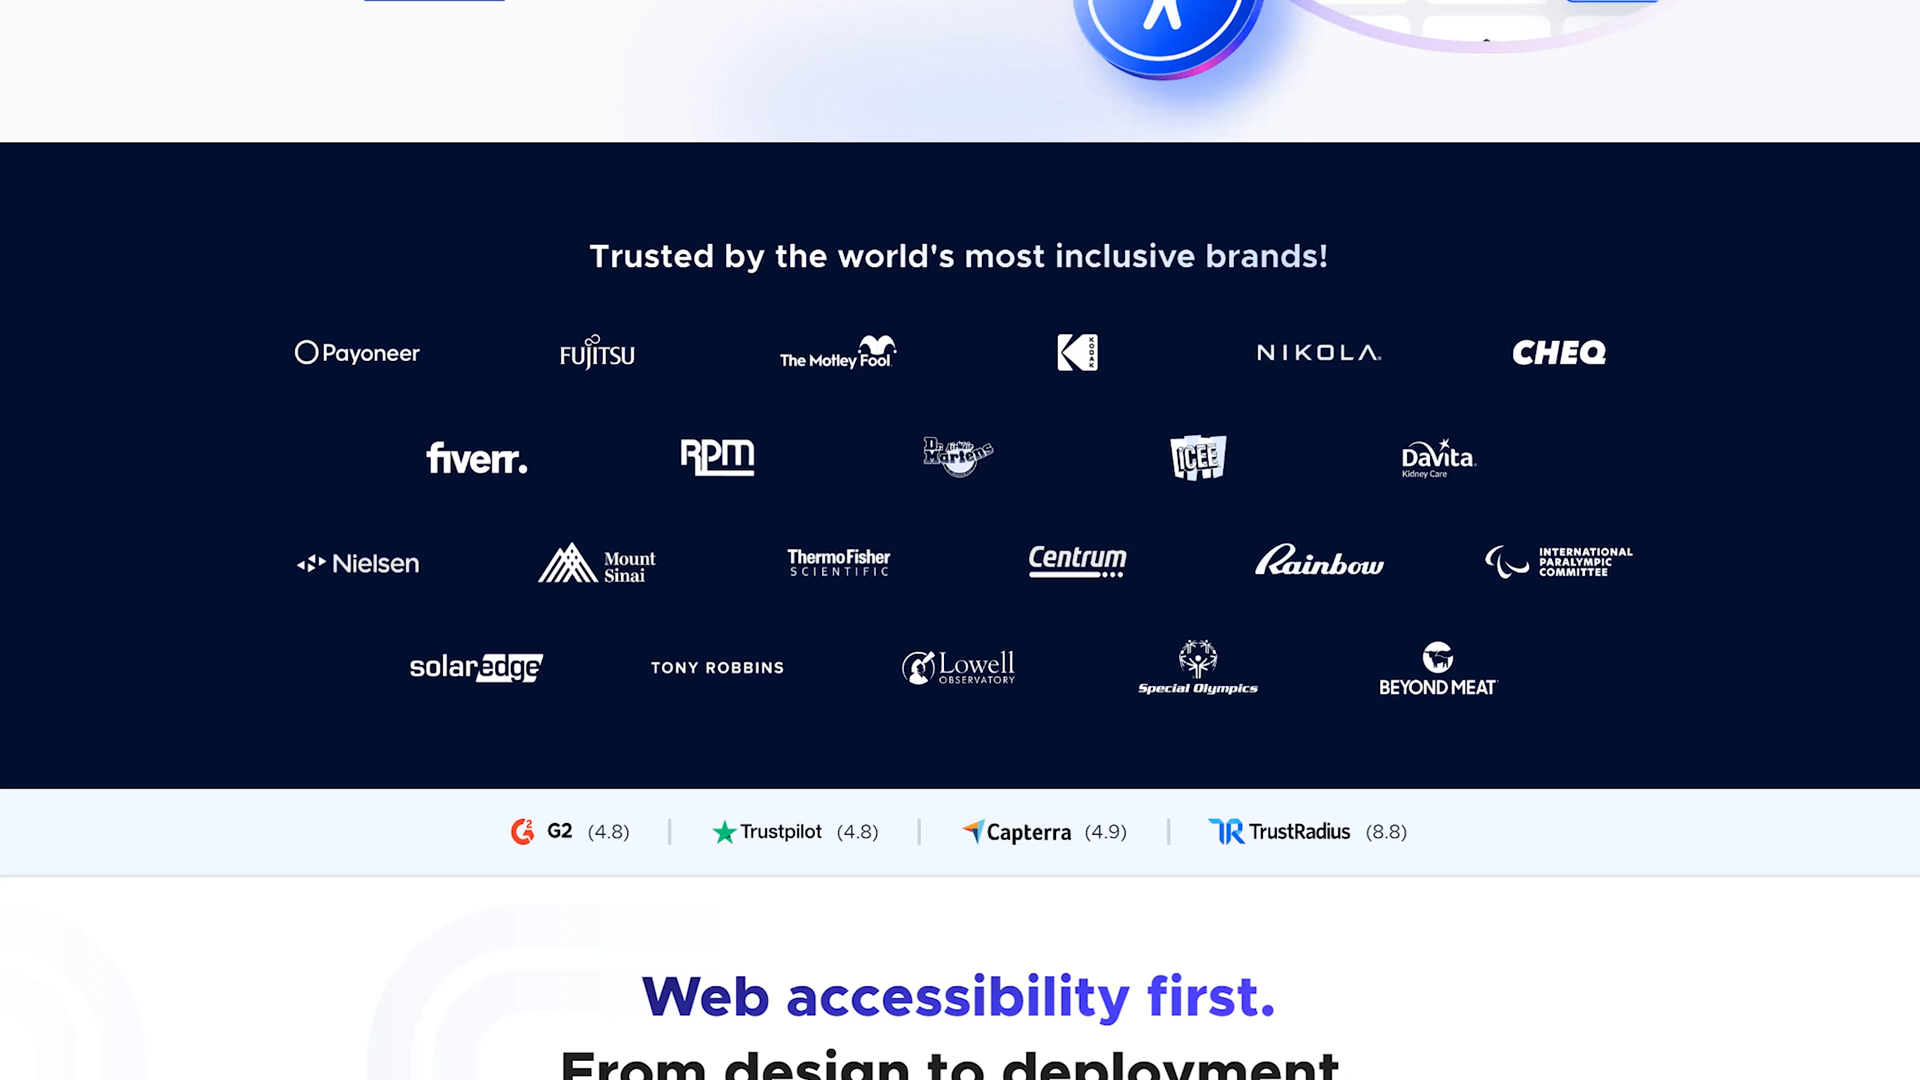 Trusted by the world's most inclusive brands!
Payoneer
FUJITSU
The Motley Fool.
KODAK
NIKOLA
CHEQ
fiverr.
RPM
Dr. AirWair Martens
ICEE
DaVita.
Kidney Care
Nielsen
Mount
Sinai
ThermoFisher
SCIENTIFIC
Centrum
Rainbow
INTERNATIONAL
PARALYMPIC
COMMITTEE
solaredge
TONY ROBBINS
Lowell
OBSERVATORY
Special Olympics
BEYOND MEAT
G2 (4.8)
Trustpilot (4.8)
Capterra (4.9)
TrustRadius (8.8)
Web accessibility first.
From design to deployment